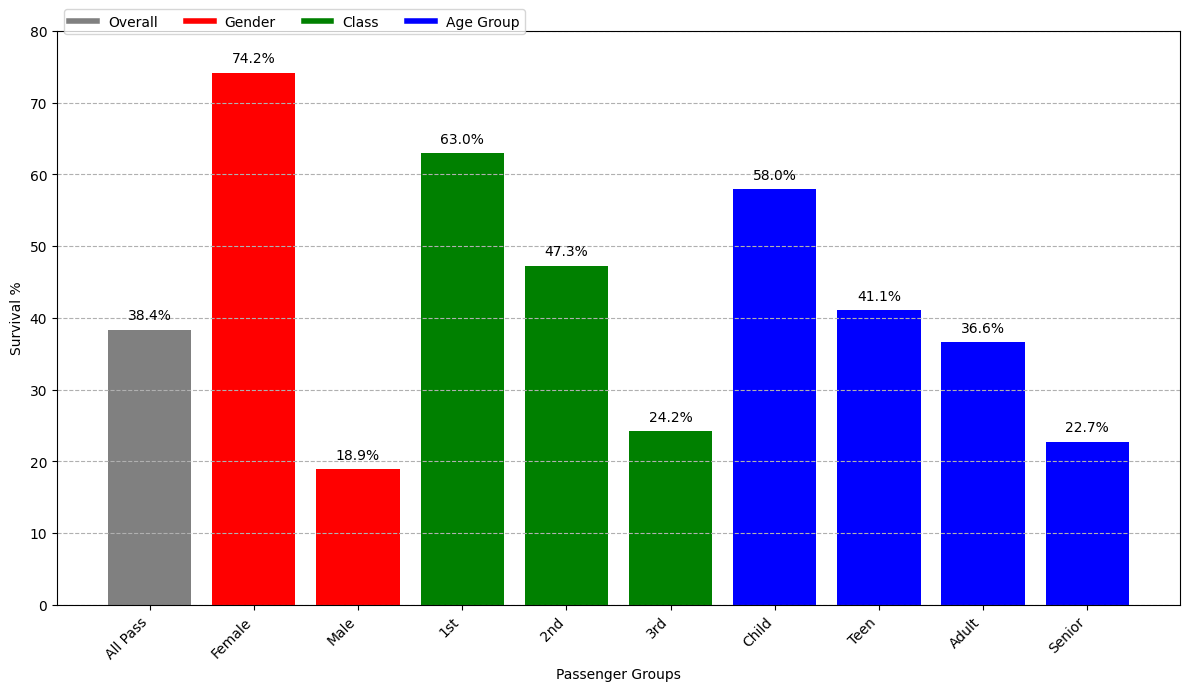 Overall Gender Class Age Group
80
70
60
50
40
30
20
10
0
Survival %
38.4%
74.2%
18.9%
63.0%
47.3%
24.2%
58.0%
41.1%
36.6%
22.7%
All Pass
Female
Male
1st
2nd
3rd
Child
Teen
Adult
Senior
Passenger Groups